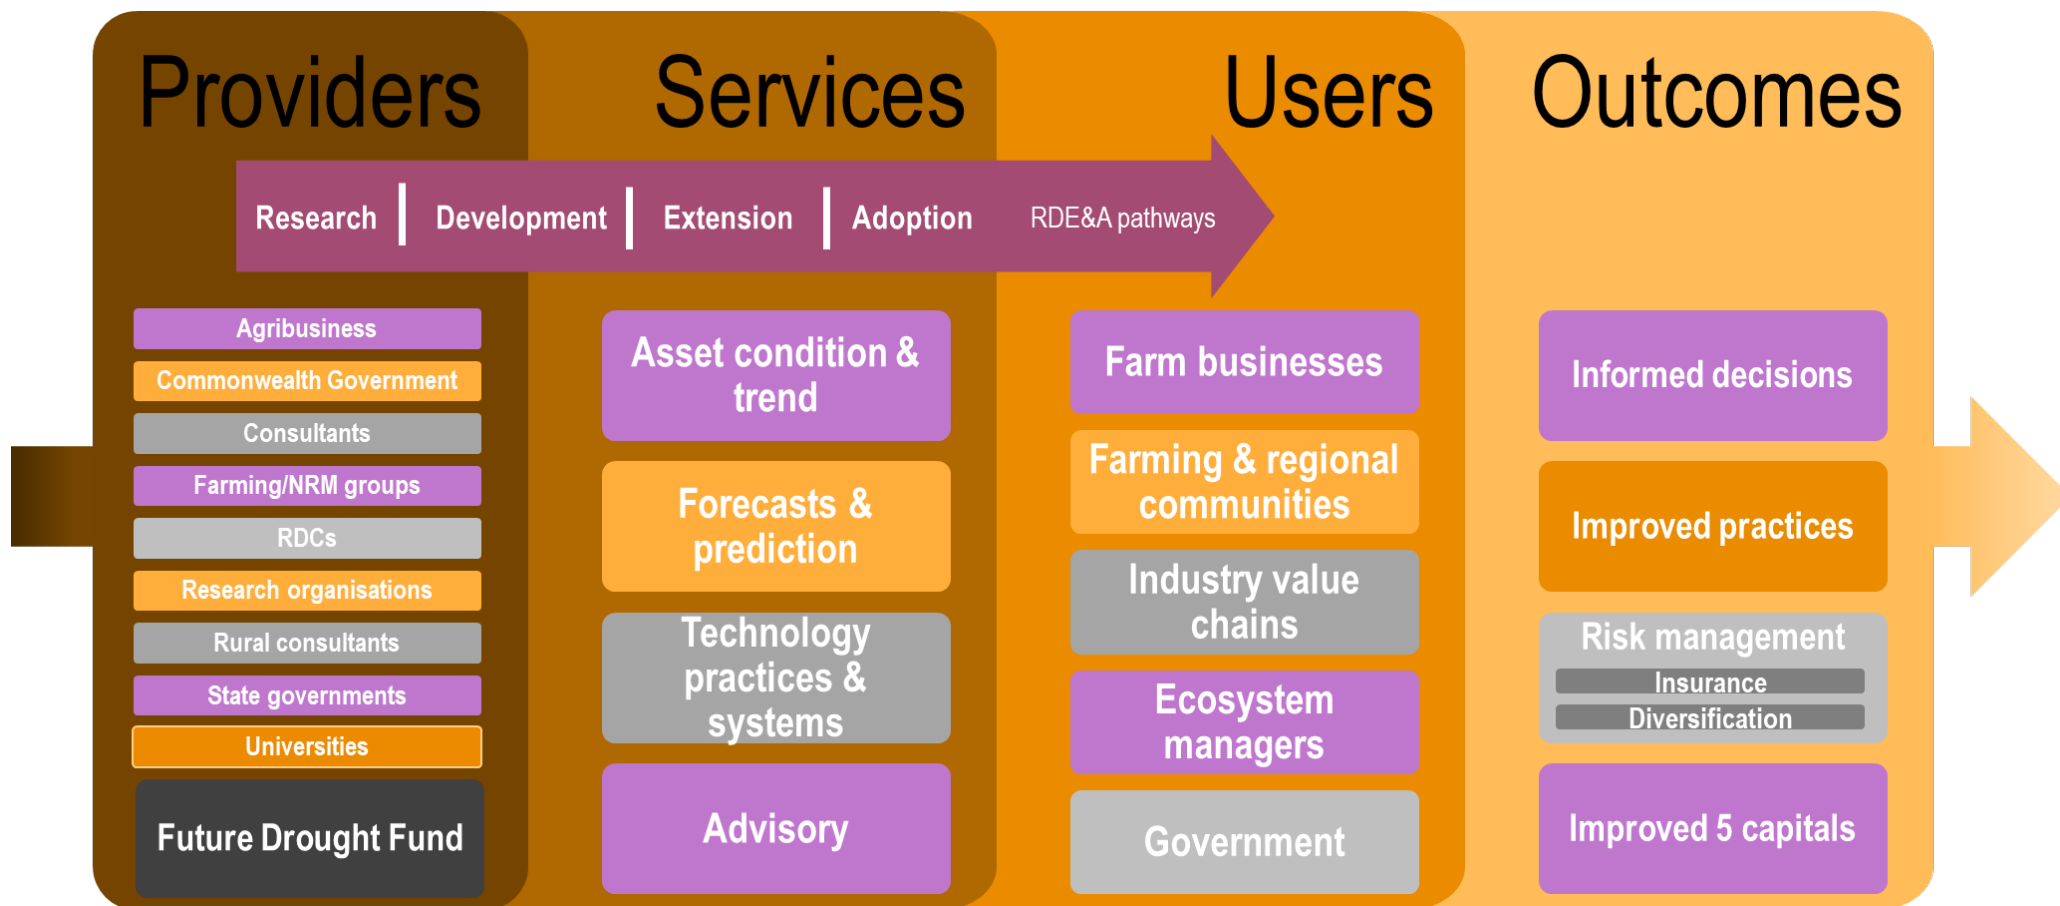 Providers
Services
Users
Outcomes
Research
Development
Extension
Adoption
RDE&A pathways
Agribusiness
Commonwealth Government
Consultants
Farming/NRM groups
RDCs
Research organisations
Rural consultants
State governments
Universities
Future Drought Fund
Asset condition &
trend
Forecasts &
prediction
Technology
practices &
systems
Advisory
Farm businesses
Farming & regional
communities
Industry value
chains
Ecosystem
managers
Government
Informed decisions
Improved practices
Risk management
Insurance
Diversification
Improved 5 capitals